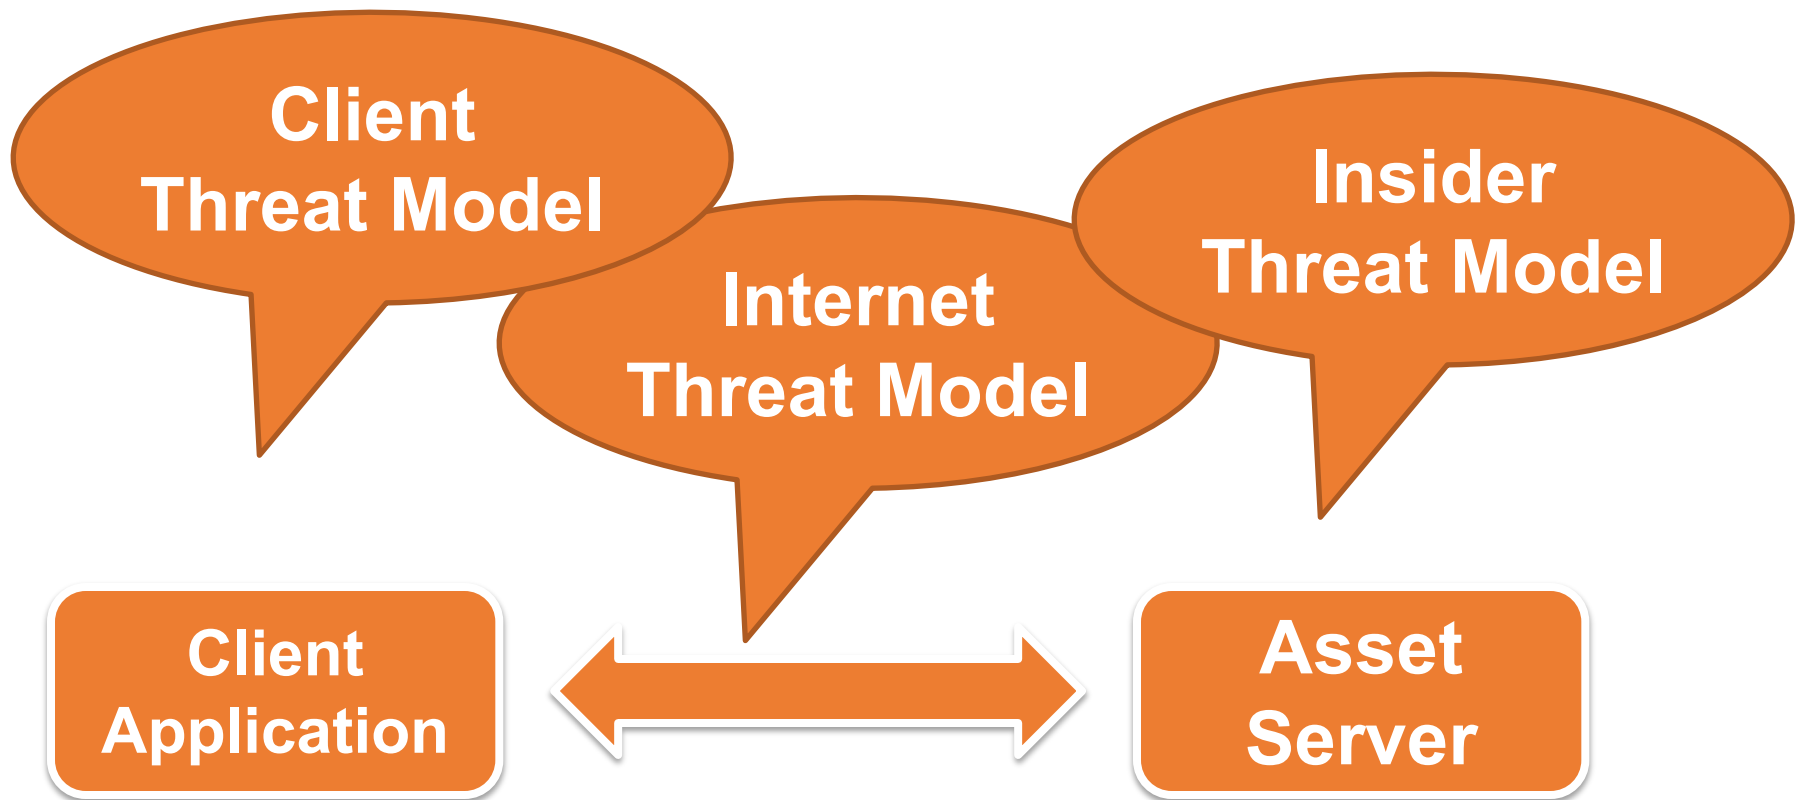 Client
Threat Model
Internet
Threat Model
Insider
Threat Model
Client
Application
Asset
Server